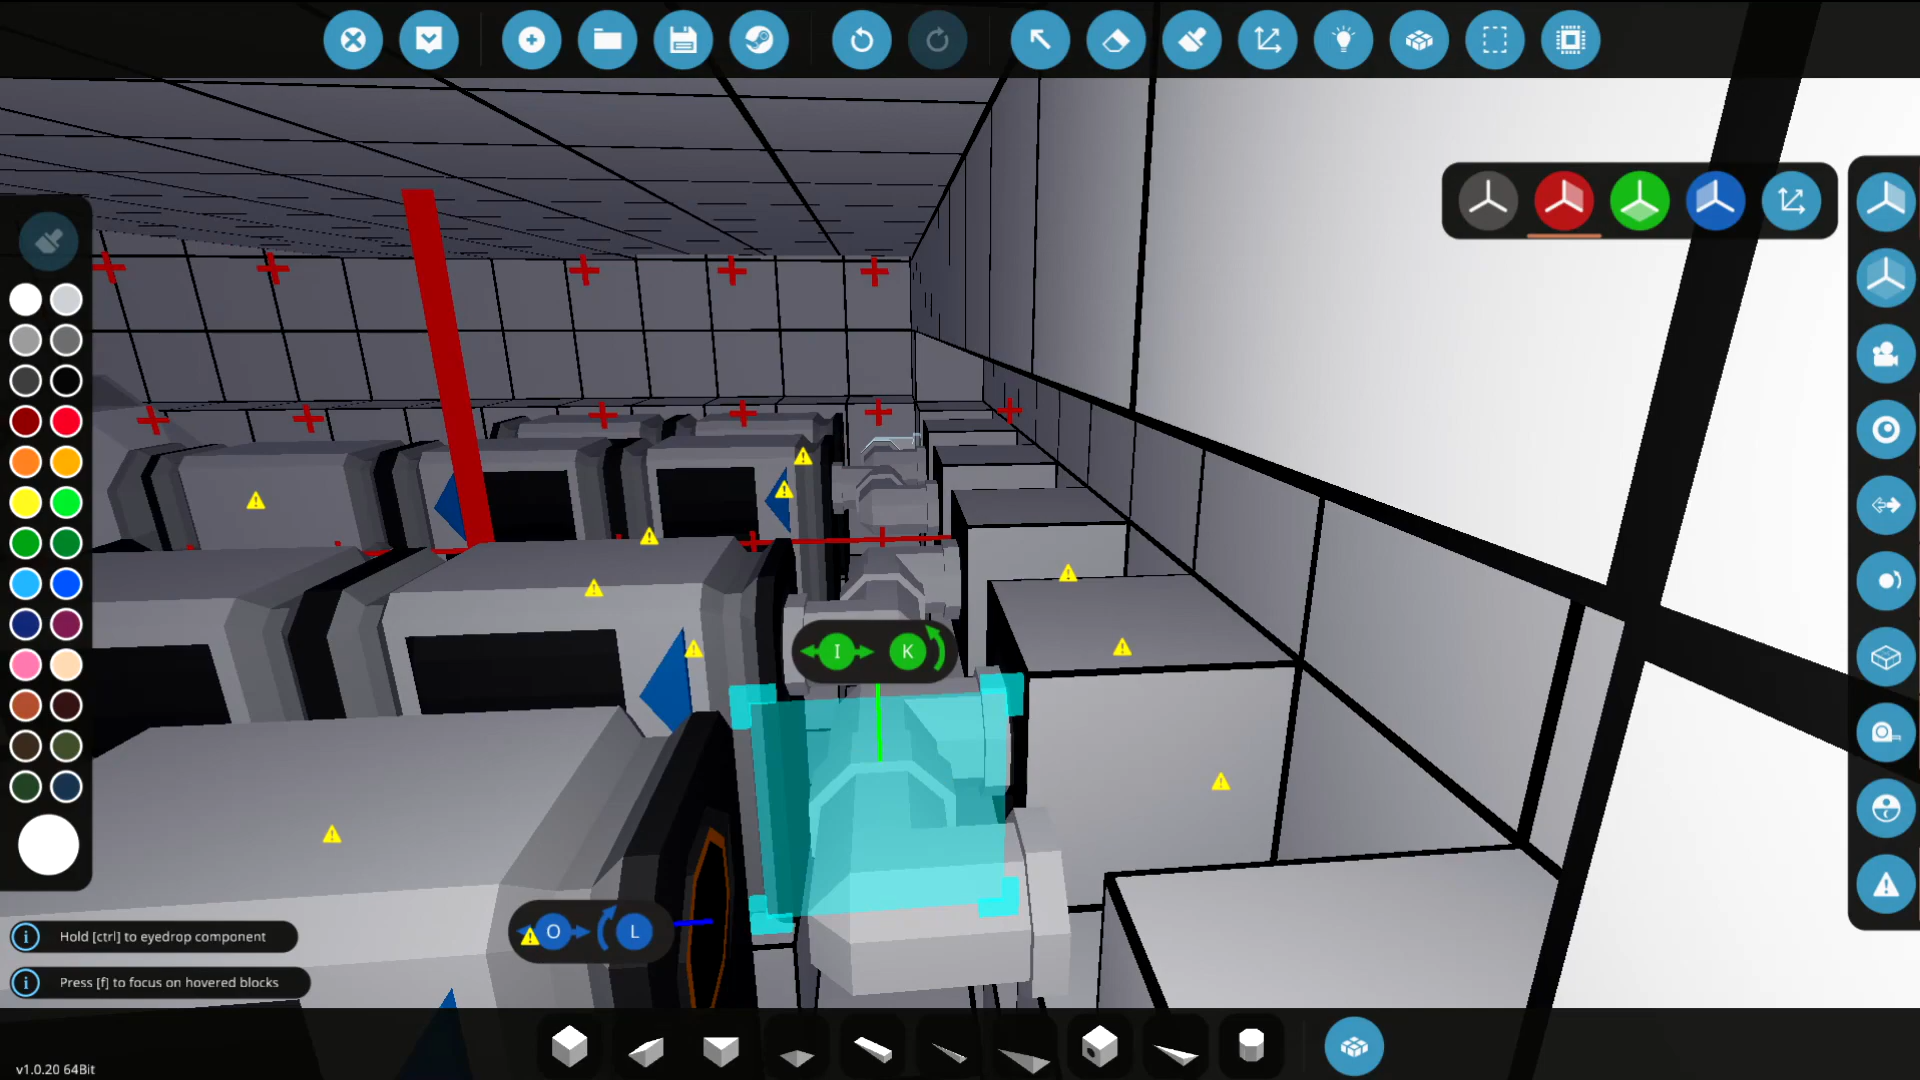 I
K
O
L
Hold [ctrl] to eyedrop component
Press [f] to focus on hovered blocks
v1.0.20 64Bit